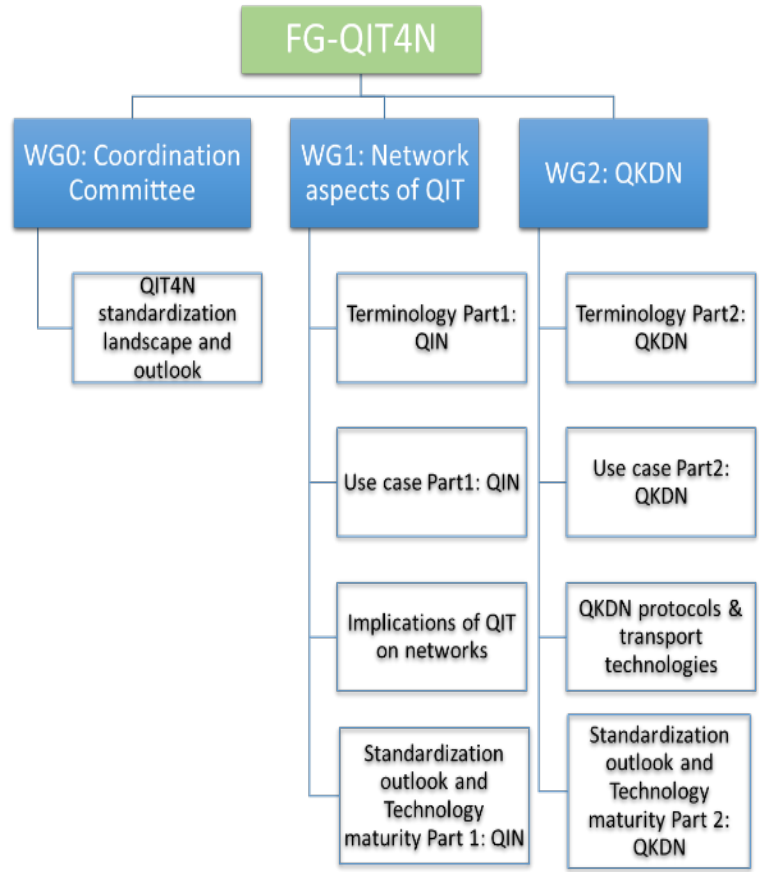 FG-QIT4N
WG0: Coordination
Committee
WG1: Network
aspects of QIT
WG2: QKDN
QIT4N
standardization
landscape and
outlook
Terminology Part1:
QIN
Terminology Part2:
QKDN
Use case Part1: QIN
Use case Part2:
QKDN
Implications of QIT
on networks
QKDN protocols &
transport
technologies
Standardization
outlook and
Technology
maturity Part 1: QIN
Standardization
outlook and
Technology
maturity Part 2:
QKDN